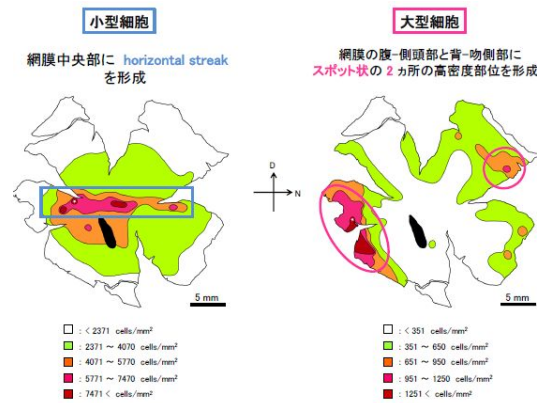 小型細胞
網膜中央部に horizontal streak
を形成
5 mm
: < 2371 cells/mm²
: 2371 ~ 4070 cells/mm²
: 4071 ~ 5770 cells/mm²
: 5771 ~ 7470 cells/mm²
: 7471 < cells/mm²
D
N
大型細胞
網膜の腹-側頭部と背-吻側部に
スポット状の 2 ヵ所の高密度部位を形成
5 mm
: < 351 cells/mm²
: 351 ~ 650 cells/mm²
: 651 ~ 950 cells/mm²
: 951 ~ 1250 cells/mm²
: 1251 < cells/mm²